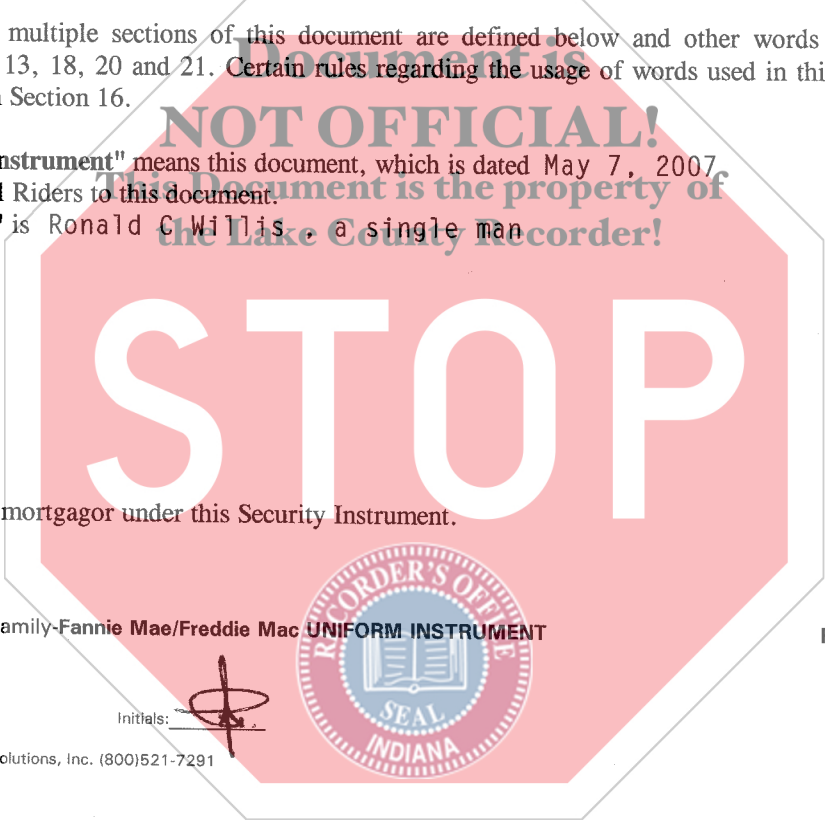 multiple sections of this document are defined below and other words
Document is
13, 18, 20 and 21. Certain rules regarding the usage of words used in thi
Section 16.
NOT OFFICIAL!
nstrument" means this document, which is dated May 7, 2007
This Document is the property of
Riders to this document.
is Ronald C Willis , a single man
the Lake County Recorder!
STOP
mortgagor under this Security Instrument.
RECORDER'S OFFICE
amily-Fannie Mae/Freddie Mac UNIFORM INSTRUMENT
SEAL
INDIANA
Initials:
olutions, Inc. (800)521-7291